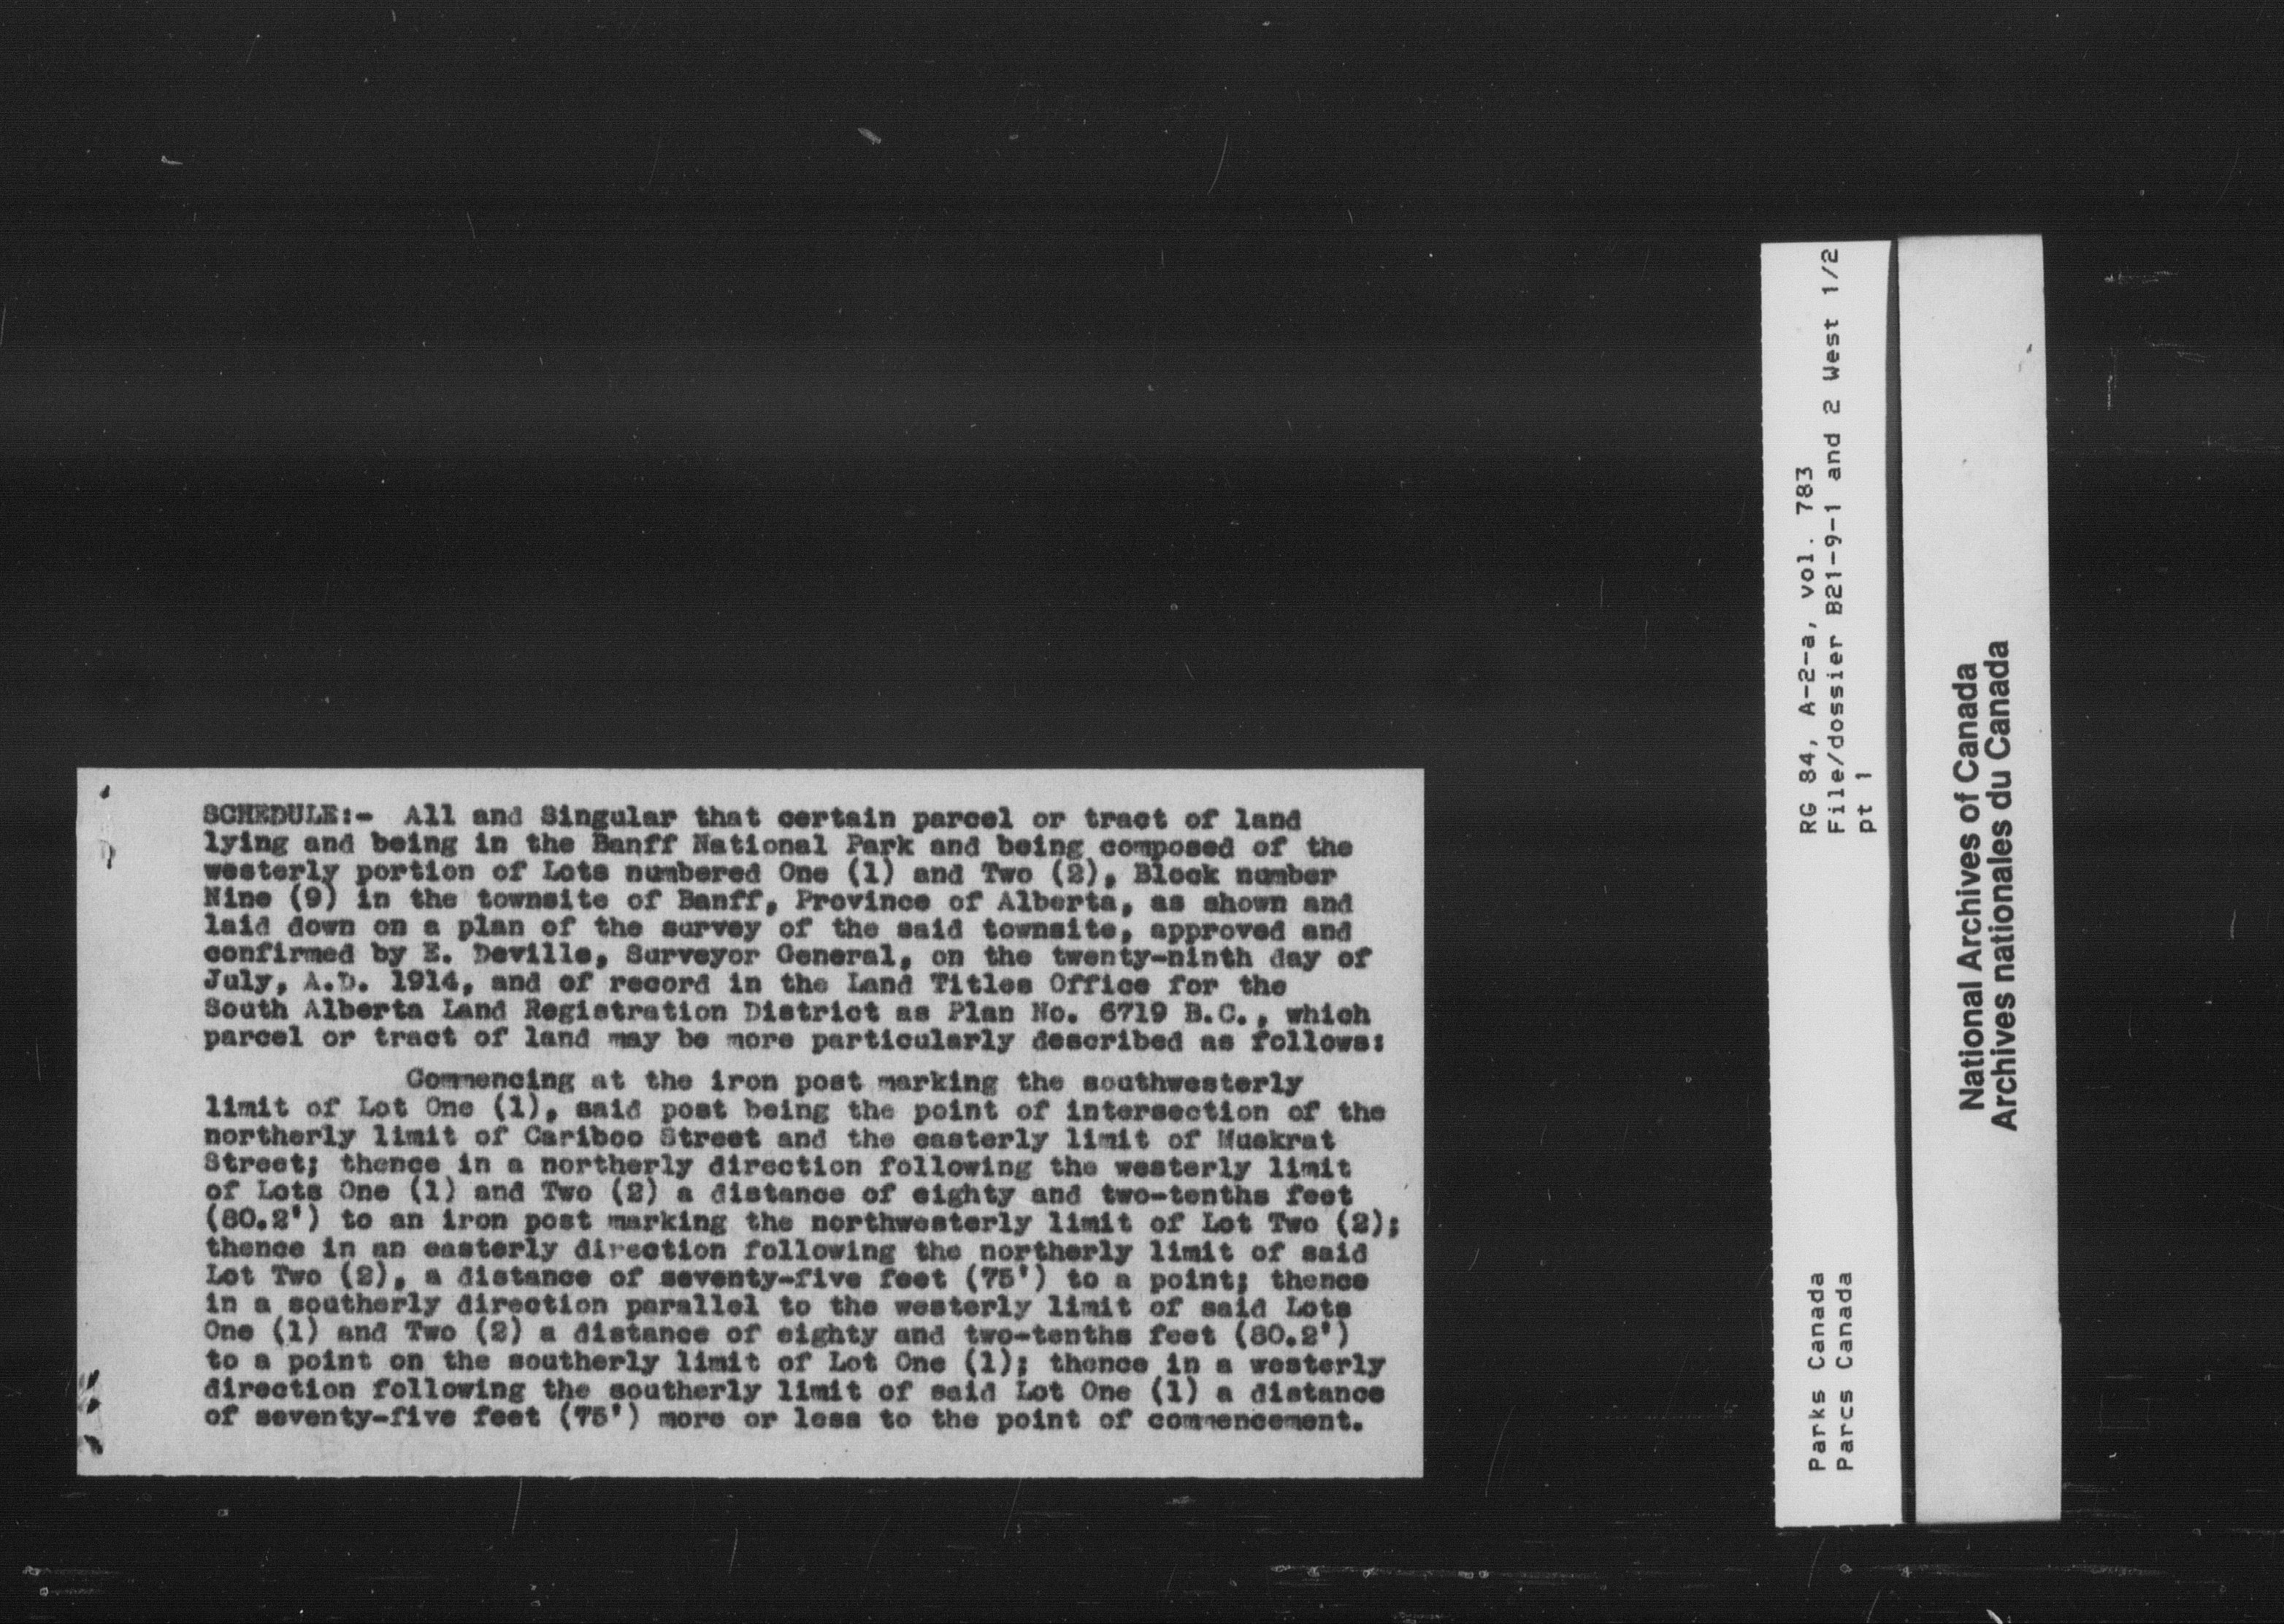 SCHEDULE:- All and Singular that certain parcel or tract of land
lying and being in the Banff National Park and being composed of the
westerly portion of Lots numbered One (1) and Two (2), Block number
Nine (9) in the townsite of Banff, Province of Alberta, as shown and
laid down on a plan of the survey of the said townsite, approved and
confirmed by E. Deville, Surveyor General, on the twenty-ninth day of
July, A.D. 1914, and of record in the Land Titles Office for the
South Alberta Land Registration District as Plan No. 6719 B.C., which
parcel or tract of land may be more particularly described as follows:
Commencing at the iron post marking the southwesterly
limit of Lot One (1), said post being the point of intersection of the
northerly limit of Cariboo Street and the easterly limit of Muskrat
Street; thence in a northerly direction following the westerly limit
of Lots One (1) and Two (2) a distance of eighty and two-tenths feet
(80.2') to an iron post marking the northwesterly limit of Lot Two (2);
thence in an easterly direction following the northerly limit of said
Lot Two (2), a distance of seventy-five feet (75') to a point; thence
in a southerly direction parallel to the westerly limit of said Lots
One (1) and Two (2) a distance of eighty and two-tenths feet (80.2')
to a point on the southerly limit of Lot One (1); thence in a westerly
direction following the southerly limit of said Lot One (1) a distance
of seventy-five feet (75') more or less to the point of commencement.
RG 84, A-2-a, vol. 783
File/dossier B21-9-1 and 2 West 1/2
pt 1
Parks Canada
Parcs Canada
National Archives of Canada
Archives nationales du Canada